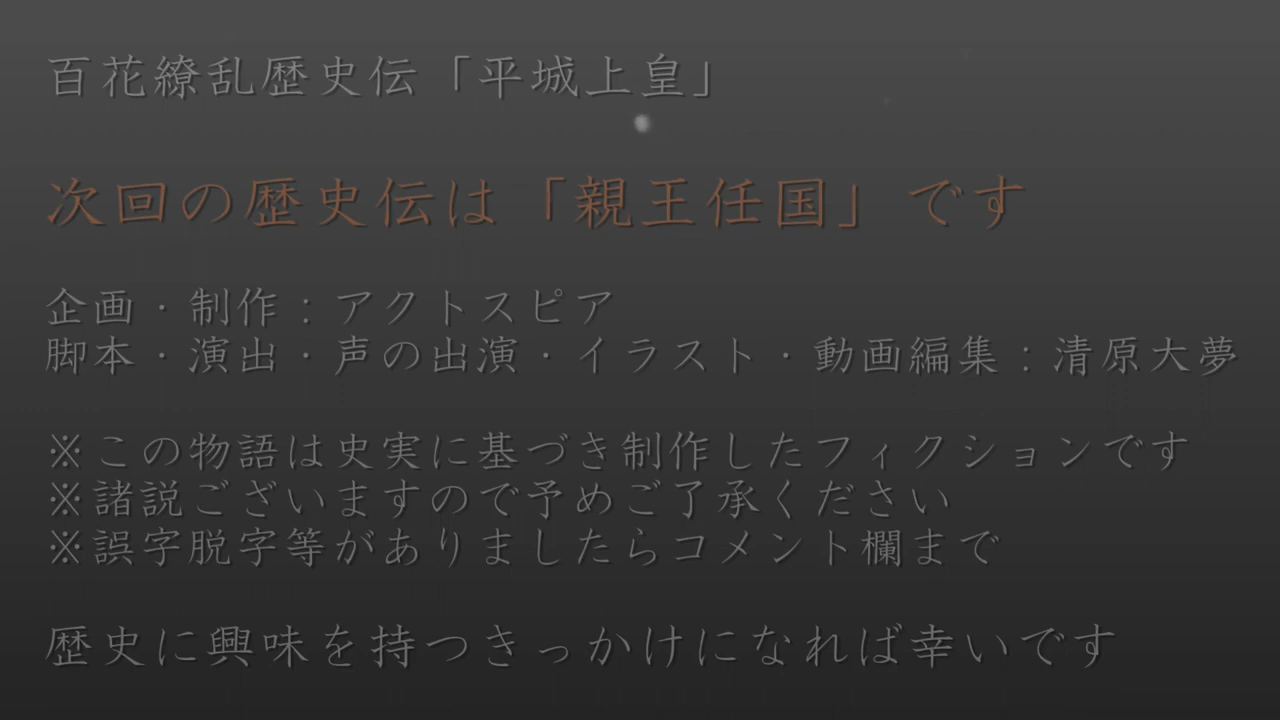 百花繚乱歴史伝「平城上皇」
次回の歴史伝は「親王任国」です
企画・制作：アクトスピア
脚本・演出・声の出演・イラスト・動画編集：清原大夢
※この物語は史実に基づき制作したフィクションです
※諸説ございますので予めご了承ください
※誤字脱字等がありましたらコメント欄まで
歴史に興味を持つきっかけになれば幸いです